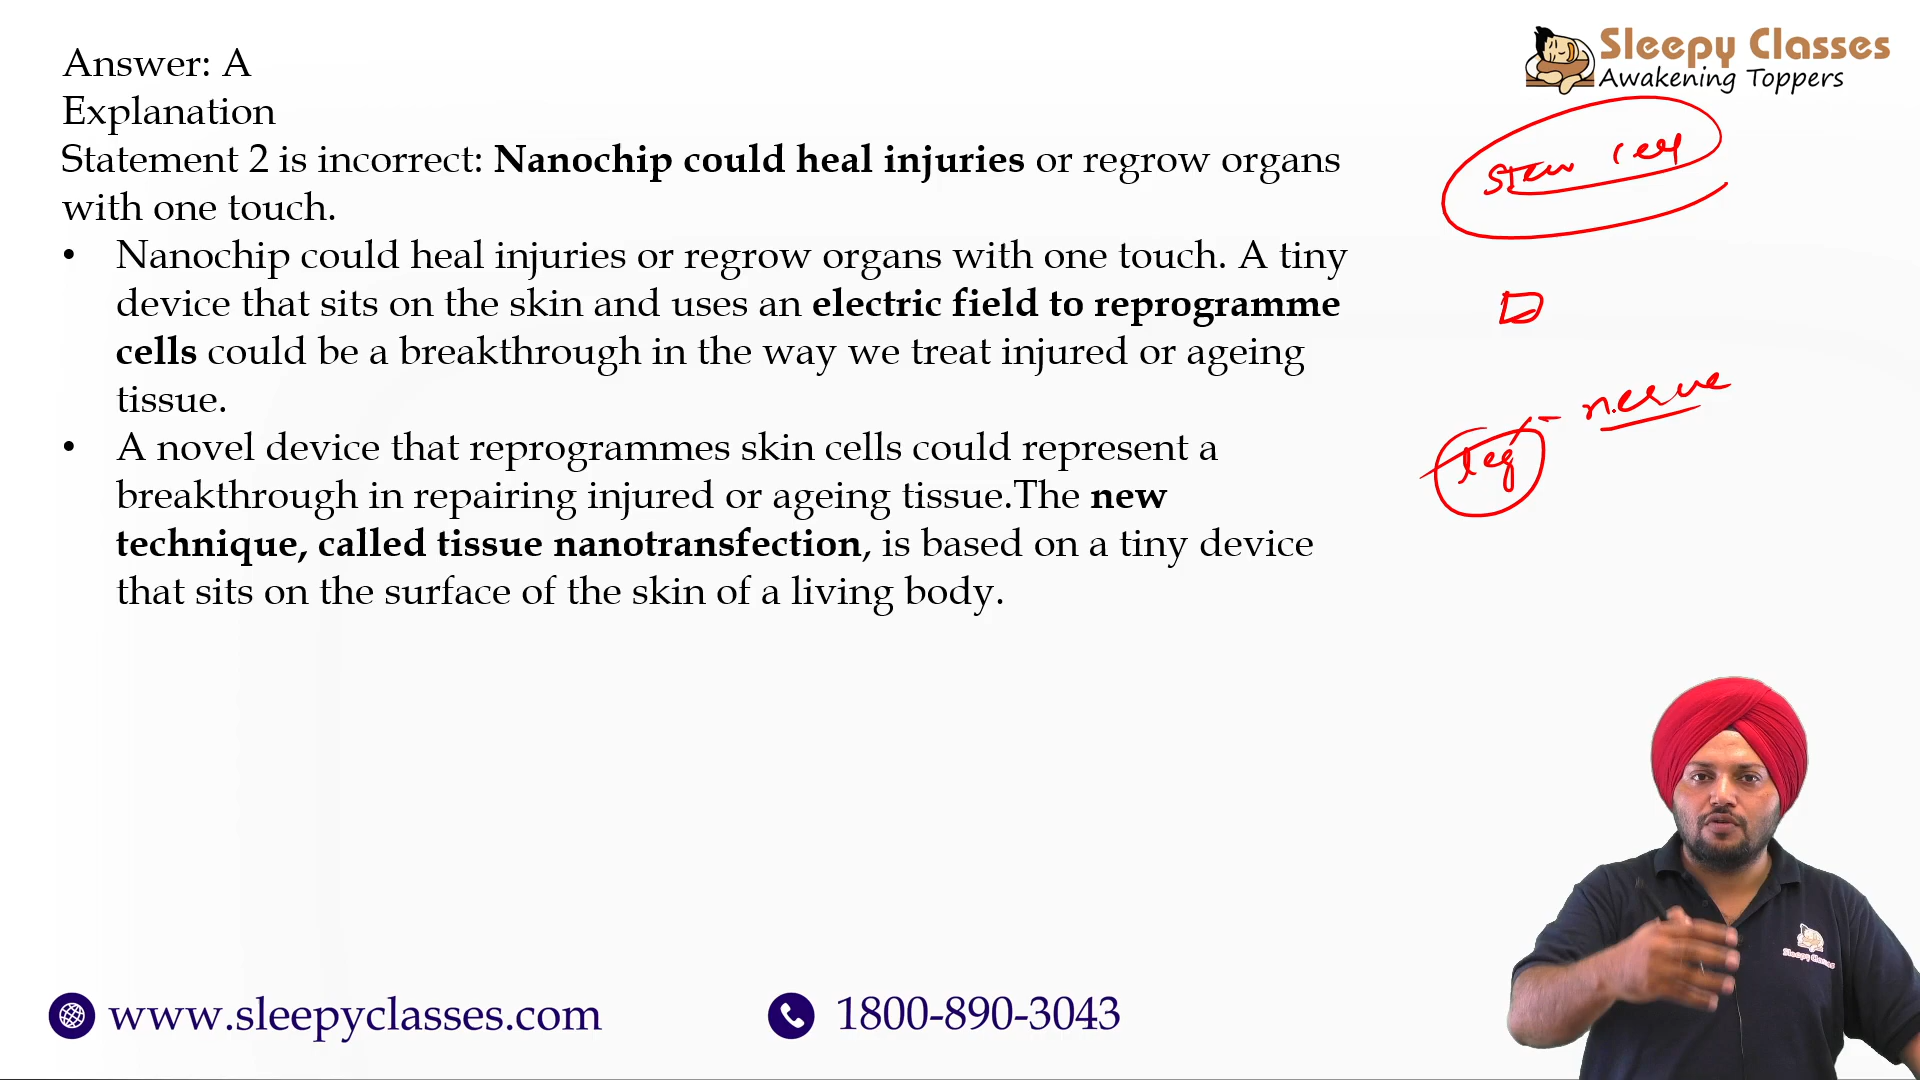 Sleepy Classes
Awakening Toppers
Answer: A
Explanation
Statement 2 is incorrect: Nanochip could heal injuries or regrow organs
with one touch.
• Nanochip could heal injuries or regrow organs with one touch. A tiny
device that sits on the skin and uses an electric field to reprogramme
cells could be a breakthrough in the way we treat injured or ageing
tissue.
• A novel device that reprogrammes skin cells could represent a
breakthrough in repairing injured or ageing tissue.The new
technique, called tissue nanotransfection, is based on a tiny device
that sits on the surface of the skin of a living body.
stem cell
nerve
leg
Sleepy Classes
www.sleepyclasses.com
1800-890-3043